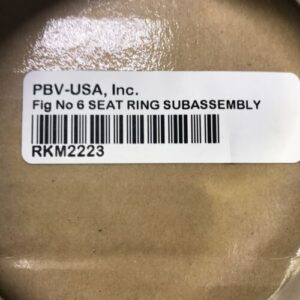 PBV-USA, Inc.
Fig No 6 SEAT RING SUBASSEMBLY
RKM2223